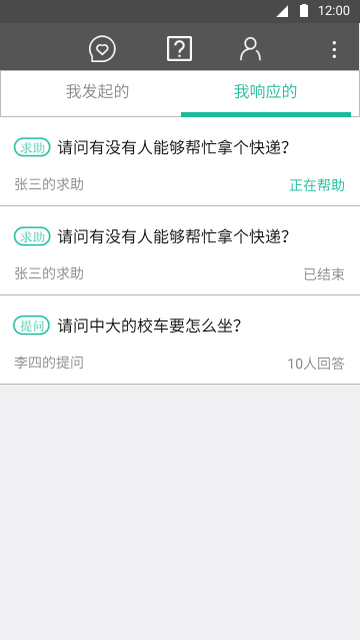 12:00
我发起的 我响应的
求助 请问有没有人能够帮忙拿个快递?
张三的求助 正在帮助
求助 请问有没有人能够帮忙拿个快递?
张三的求助 已结束
提问 请问中大的校车要怎么坐?
李四的提问 10人回答